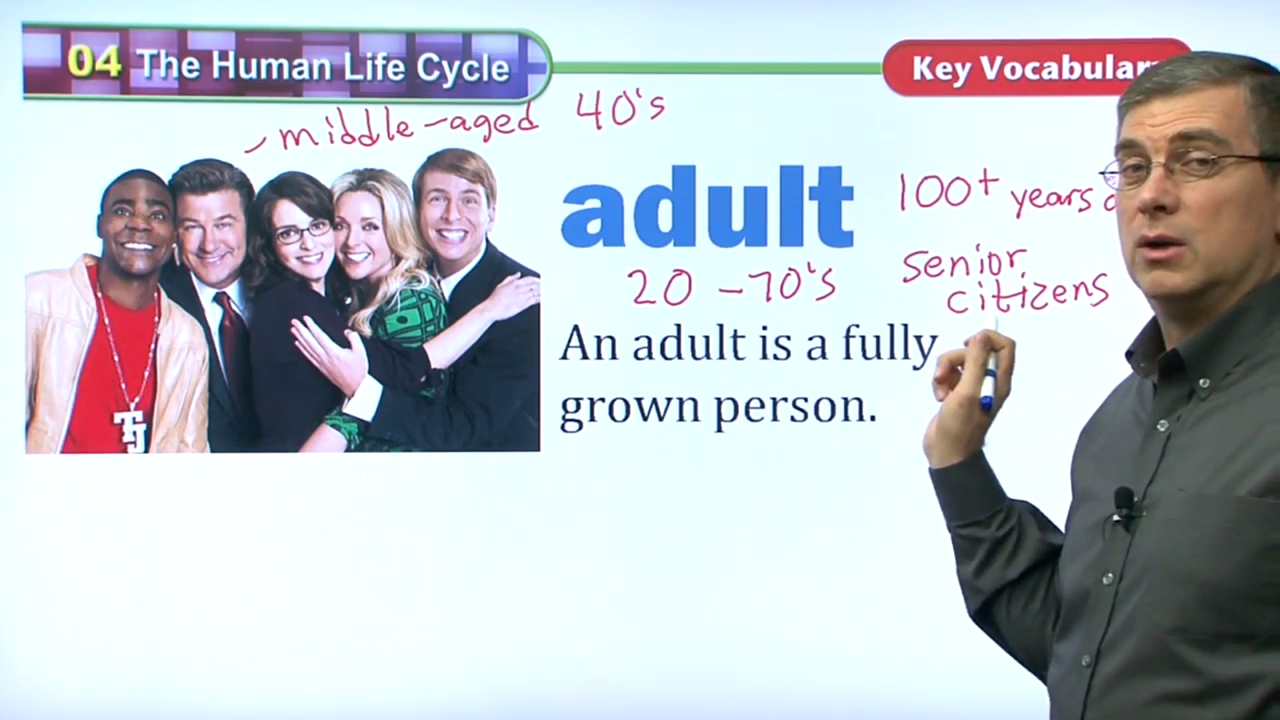 04 The Human Life Cycle
Key Vocabular
middle-aged 40's
adult
100+ years
20 - 70's
senior
citizens
An adult is a fully
grown person.
TJ